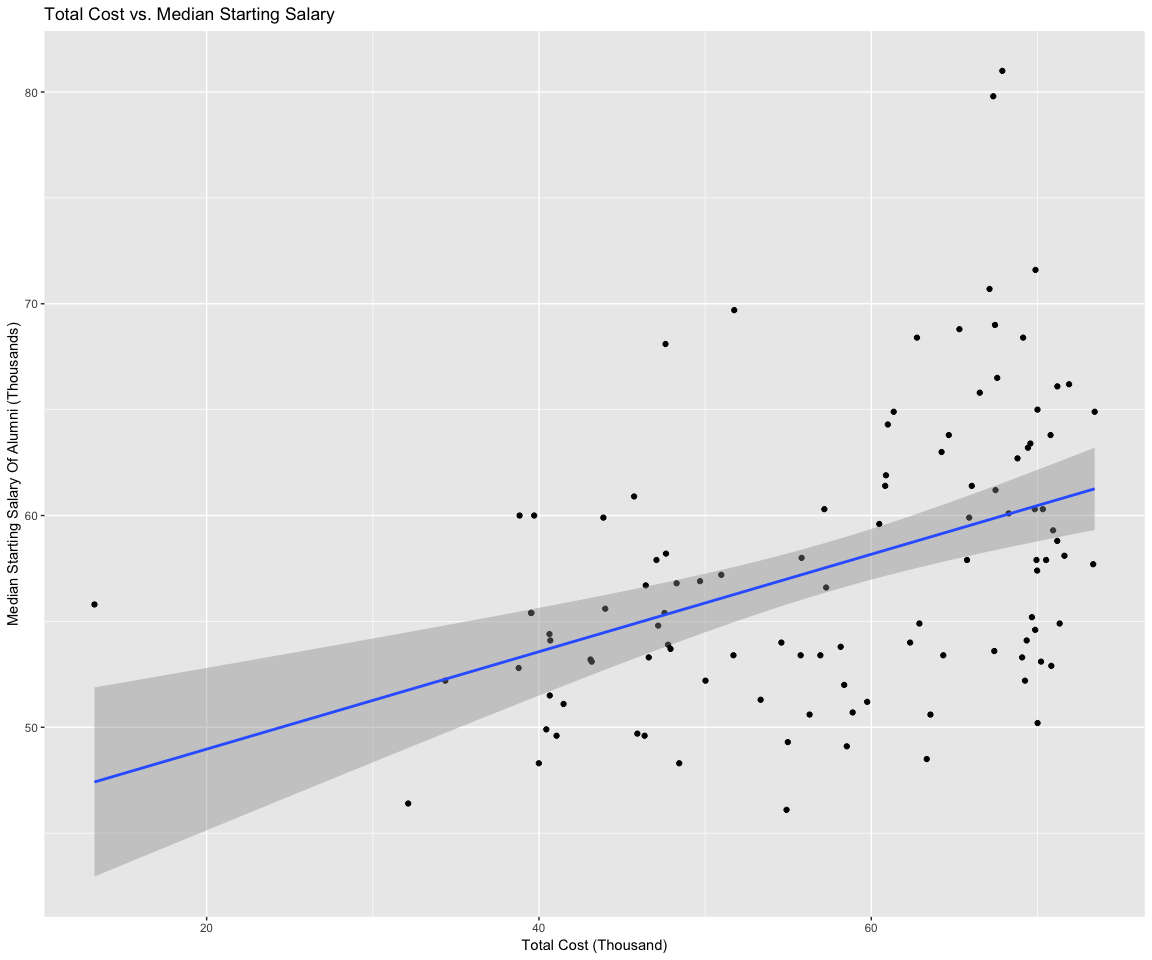 Total Cost vs. Median Starting Salary
Median Starting Salary Of Alumni (Thousands)
80
70
60
50
20
40
60
Total Cost (Thousand)